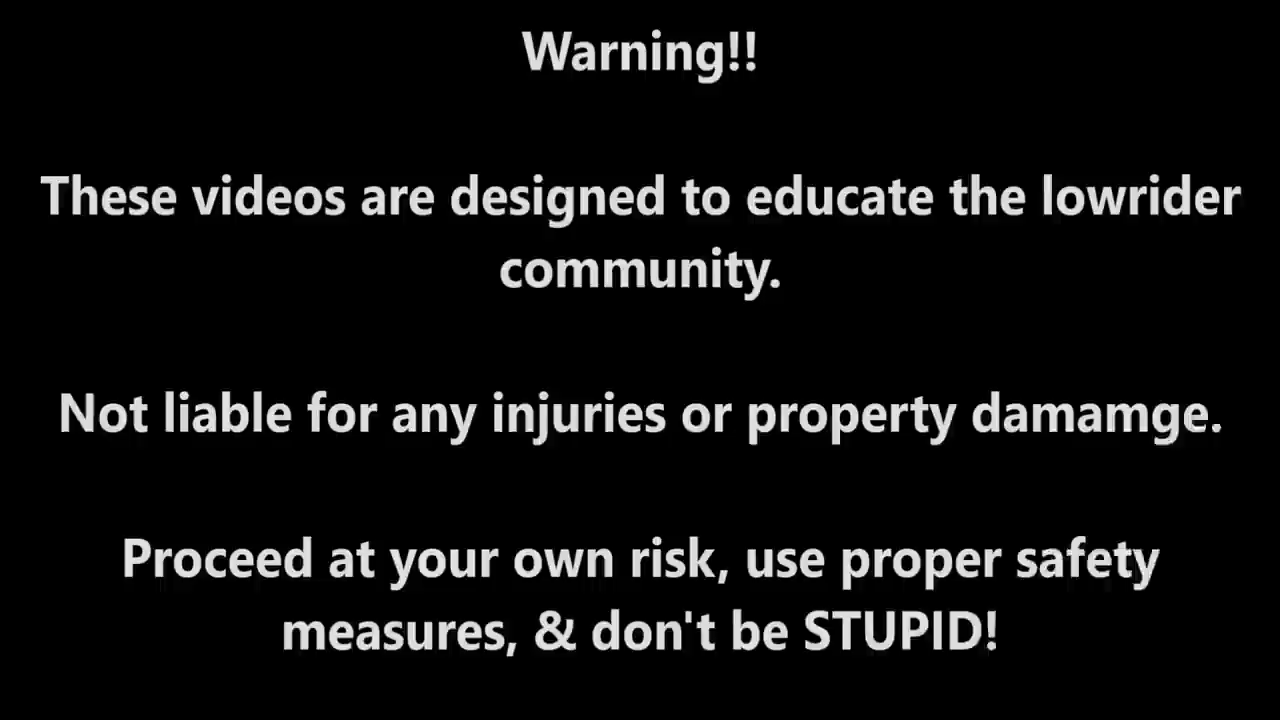 Warning!!
These videos are designed to educate the lowrider
community.
Not liable for any injuries or property damamge.
Proceed at your own risk, use proper safety
measures, & don't be STUPID!